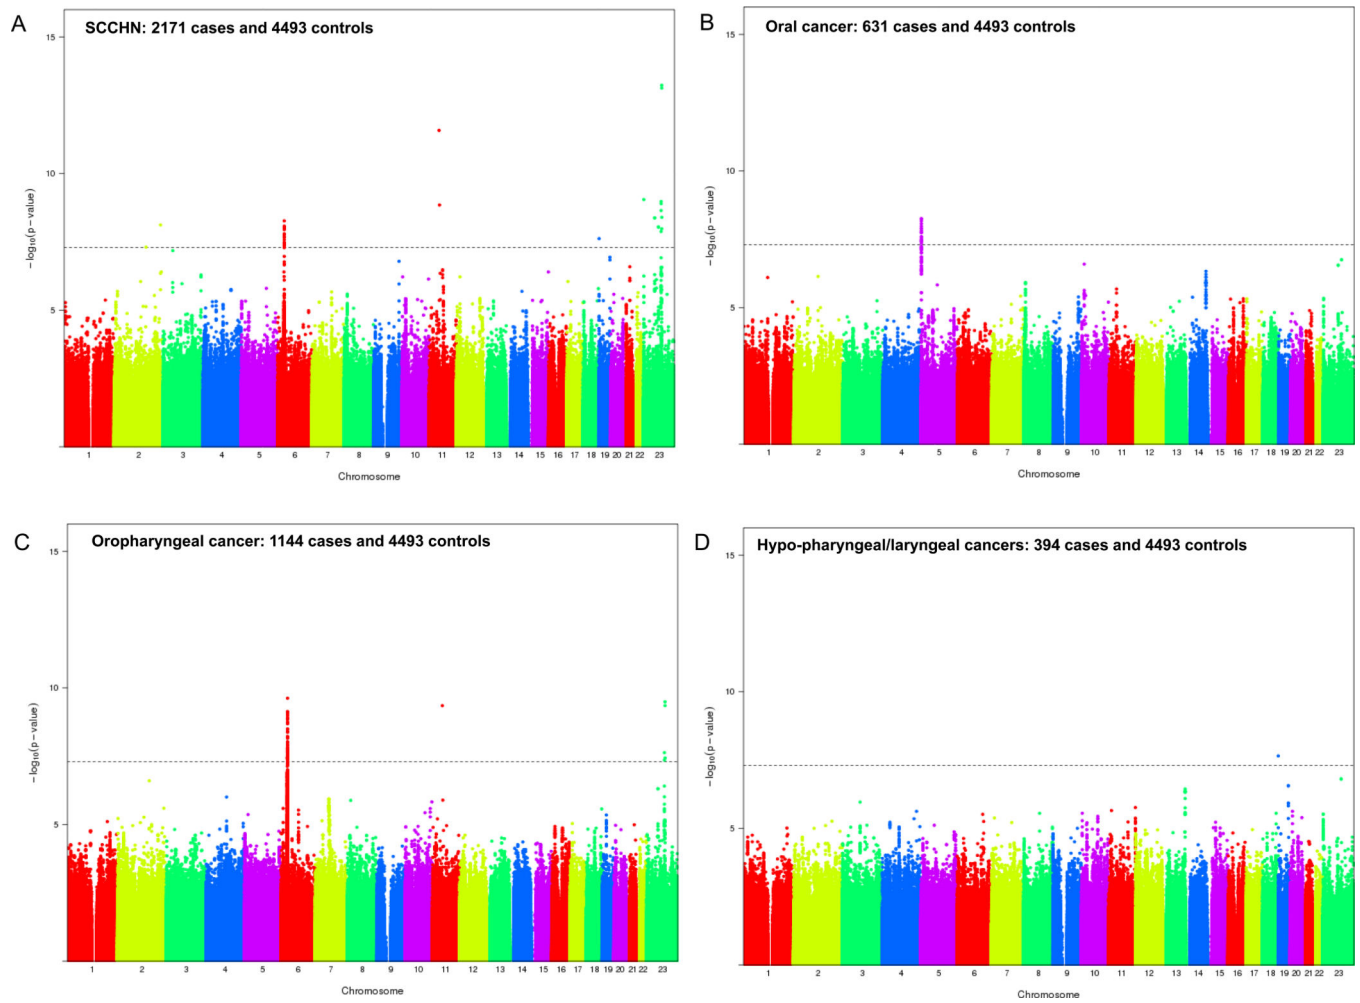 A
SCCHN: 2171 cases and 4493 controls
15
10
5
− log10(p − value)
1 2 3 4 5 6 7 8 9 10 11 12 13 14 15 16 17 18 19 20 21 22 23
Chromosome
B
Oral cancer: 631 cases and 4493 controls
15
10
5
− log10(p − value)
1 2 3 4 5 6 7 8 9 10 11 12 13 14 15 16 17 18 19 20 21 22 23
Chromosome
C
Oropharyngeal cancer: 1144 cases and 4493 controls
15
10
5
− log10(p − value)
1 2 3 4 5 6 7 8 9 10 11 12 13 14 15 16 17 18 19 20 21 22 23
Chromosome
D
Hypo-pharyngeal/laryngeal cancers: 394 cases and 4493 controls
15
10
5
− log10(p − value)
1 2 3 4 5 6 7 8 9 10 11 12 13 14 15 16 17 18 19 20 21 22 23
Chromosome